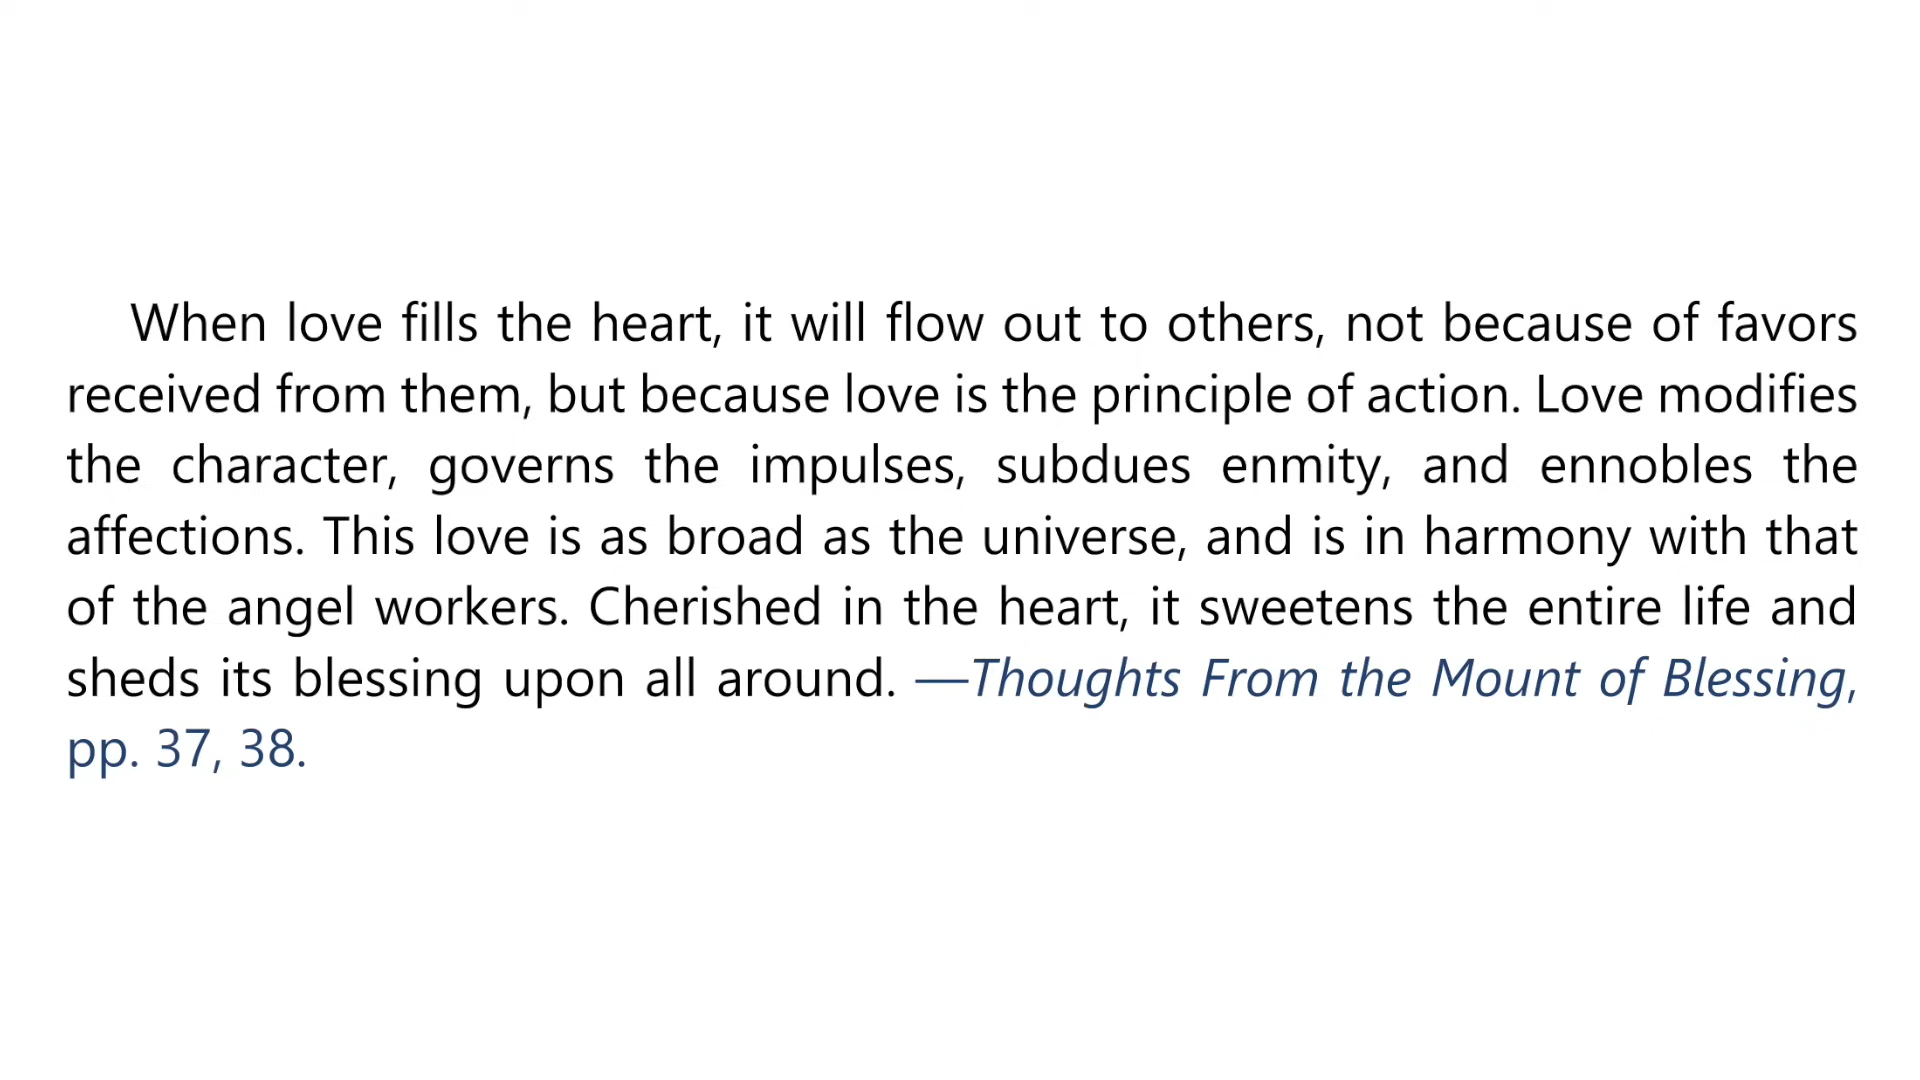 When love fills the heart, it will flow out to others, not because of favors
received from them, but because love is the principle of action. Love modifies
the character, governs the impulses, subdues enmity, and ennobles the
affections. This love is as broad as the universe, and is in harmony with that
of the angel workers. Cherished in the heart, it sweetens the entire life and
sheds its blessing upon all around. —Thoughts From the Mount of Blessing,
pp. 37, 38.